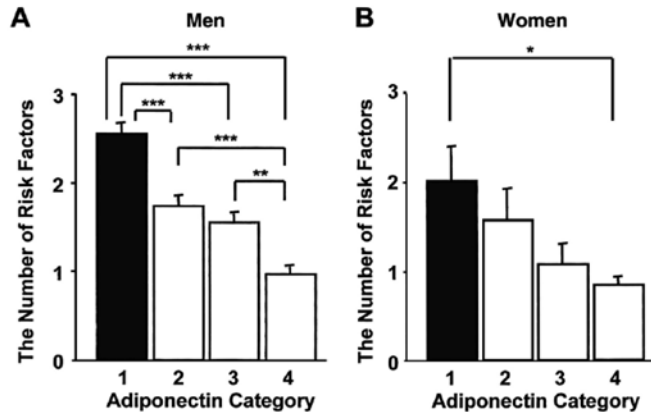 A
Men
***
***
***
***
**
The Number of Risk Factors
3
2
1
0
1 2 3 4
Adiponectin Category
B
Women
*
The Number of Risk Factors
3
2
1
0
1 2 3 4
Adiponectin Category